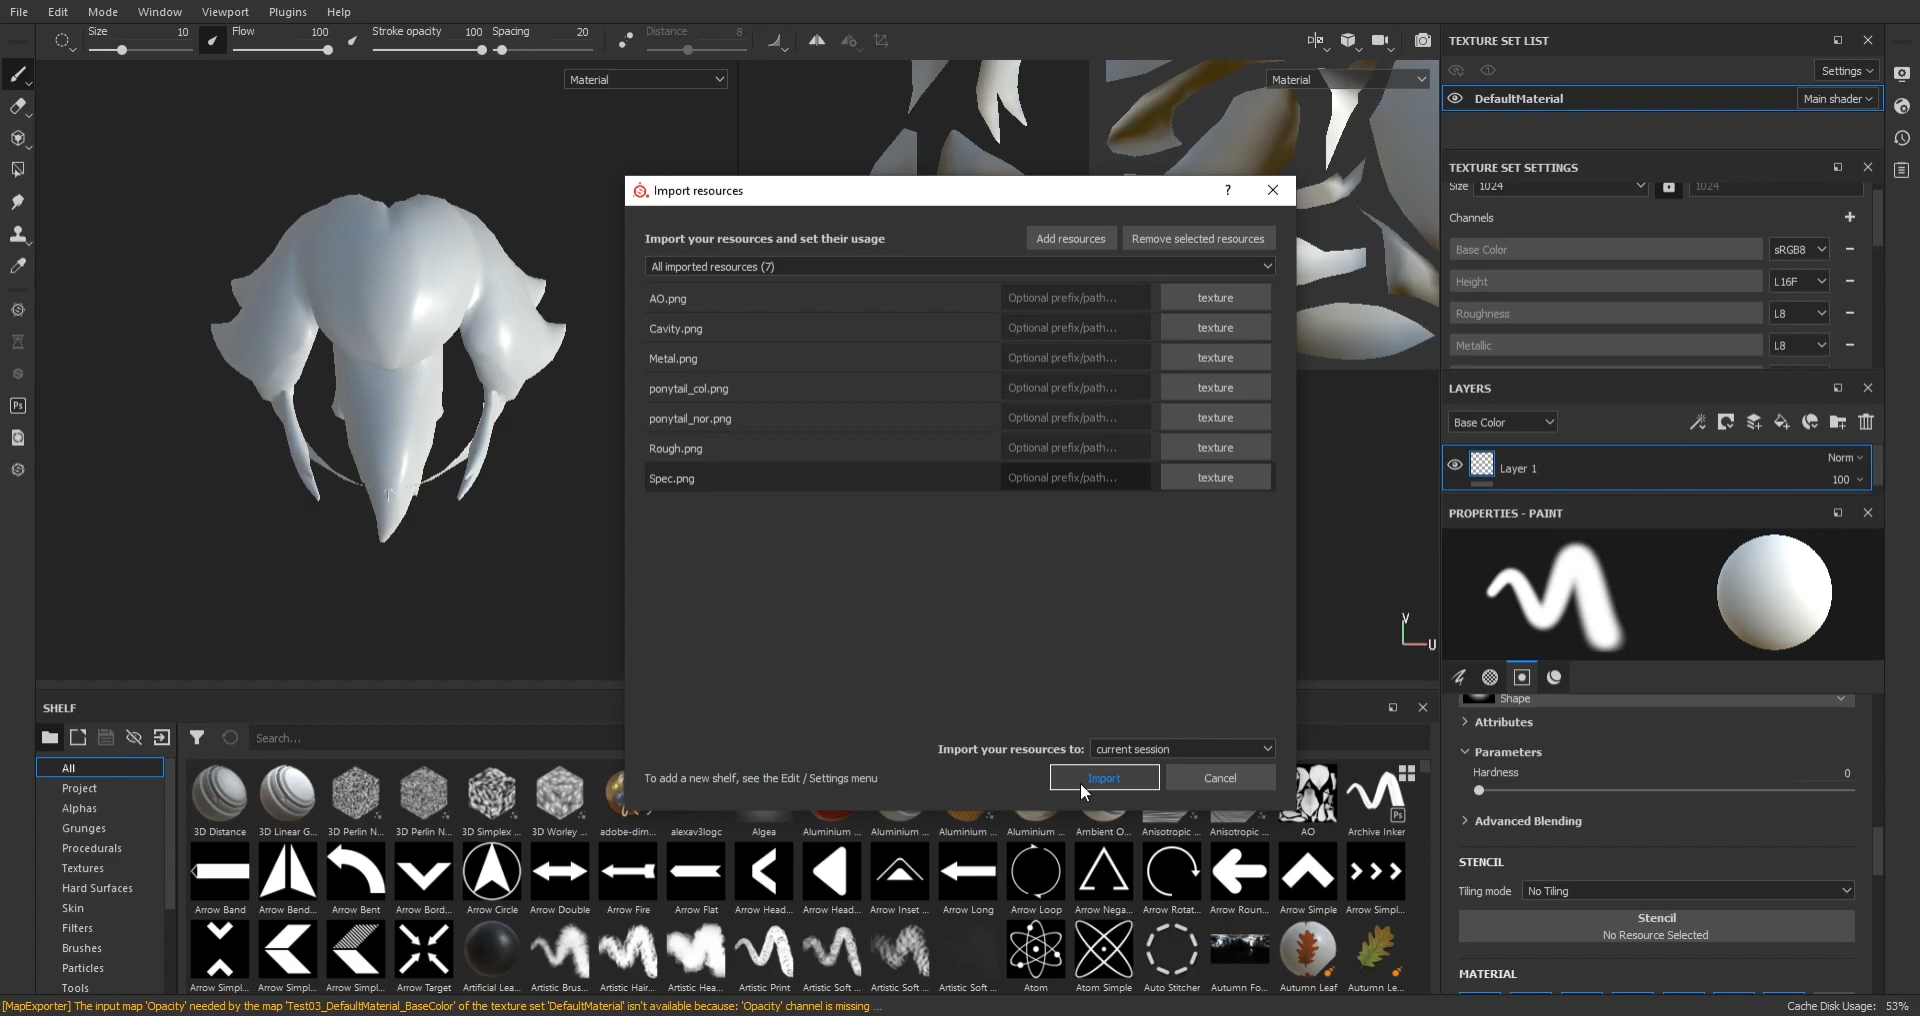 File Edit Mode Window Viewport Plugins Help
Size 10 Flow 100 Stroke opacity 100 Spacing 20 Distance 8
Material
Material
TEXTURE SET LIST
Settings
DefaultMaterial Main shader
TEXTURE SET SETTINGS
Size 1024 1024
Channels
Base Color sRGB8
Height L16F
Roughness L8
Metallic L8
LAYERS
Base Color
Layer 1 Norm 100
PROPERTIES - PAINT
Shape
Attributes
Parameters
Hardness 0
Advanced Blending
STENCIL
Tiling mode No Tiling
Stencil
No Resource Selected
MATERIAL
Import resources ?
Import your resources and set their usage Add resources Remove selected resources
All imported resources (7)
AO.png Optional prefix/path... texture
Cavity.png Optional prefix/path... texture
Metal.png Optional prefix/path... texture
ponytail_col.png Optional prefix/path... texture
ponytail_nor.png Optional prefix/path... texture
Rough.png Optional prefix/path... texture
Spec.png Optional prefix/path... texture
Import your resources to: current session
To add a new shelf, see the Edit / Settings menu Import Cancel
V
U
SHELF
Search...
All
Project
Alphas
Grunges
Procedurals
Textures
Hard Surfaces
Skin
Filters
Brushes
Particles
Tools
Ps
Ps
3D Distance 3D Linear G... 3D Perlin N... 3D Perlin N... 3D Simplex ... 3D Worley ... adobe-dim... alexav3logc Algea Aluminium ... Aluminium ... Aluminium ... Aluminium ... Ambient O... Anisotropic ... Anisotropic ... AO Archive Inker
Arrow Band Arrow Bend... Arrow Bent Arrow Bord... Arrow Circle Arrow Double Arrow Fire Arrow Flat Arrow Head... Arrow Head... Arrow Inset ... Arrow Long Arrow Loop Arrow Nega... Arrow Rotat... Arrow Roun... Arrow Simple Arrow Simpl...
Arrow Simpl... Arrow Simpl... Arrow Simpl... Arrow Target Artificial Lea... Artistic Brus... Artistic Hair... Artistic Hea... Artistic Print Artistic Soft ... Artistic Soft ... Artistic Soft ... Atom Atom Simple Auto Stitcher Autumn Fo... Autumn Leaf Autumn Le...
[MapExporter] The input map 'Opacity' needed by the map 'Test03_DefaultMaterial_BaseColor' of the texture set 'DefaultMaterial' isn't available because: 'Opacity' channel is missing ...
Cache Disk Usage: 53%